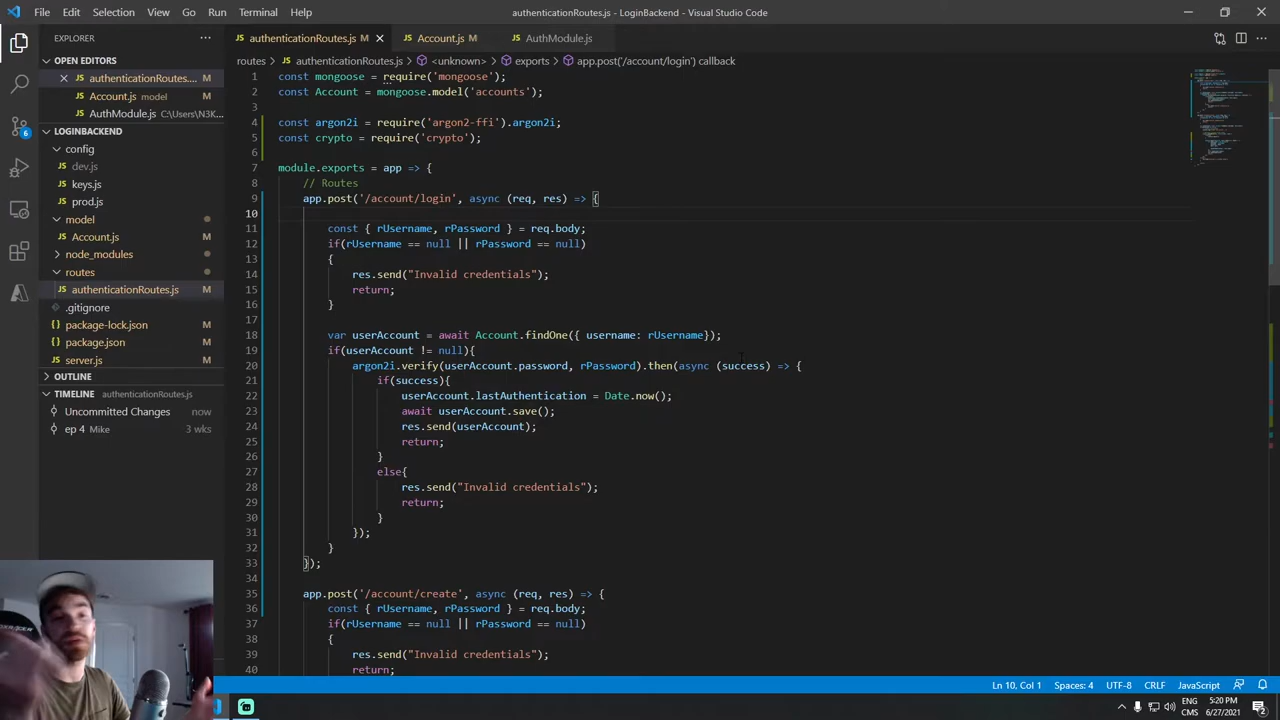 File Edit Selection View Go Run Terminal Help
authenticationRoutes.js - LoginBackend - Visual Studio Code
EXPLORER
OPEN EDITORS
authenticationRoutes.... M
Account.js model M
AuthModule.js C:\Users\N3K...
LOGINBACKEND
config
dev.js
keys.js
prod.js
model
Account.js M
node_modules
routes
authenticationRoutes.js M
.gitignore
package-lock.json M
package.json M
server.js M
OUTLINE
TIMELINE authenticationRoutes.js
Uncommitted Changes now
ep 4 Mike 3 wks
6
authenticationRoutes.js M Account.js M AuthModule.js
routes > authenticationRoutes.js > <unknown> > exports > app.post('/account/login') callback
1 const mongoose = require('mongoose');
2 const Account = mongoose.model('accounts');
3
4 const argon2i = require('argon2-ffi').argon2i;
5 const crypto = require('crypto');
6
7 module.exports = app => {
8 // Routes
9 app.post('/account/login', async (req, res) => {
10
11 const { rUsername, rPassword } = req.body;
12 if(rUsername == null || rPassword == null)
13 {
14 res.send("Invalid credentials");
15 return;
16 }
17
18 var userAccount = await Account.findOne({ username: rUsername});
19 if(userAccount != null){
20 argon2i.verify(userAccount.password, rPassword).then(async (success) => {
21 if(success){
22 userAccount.lastAuthentication = Date.now();
23 await userAccount.save();
24 res.send(userAccount);
25 return;
26 }
27 else{
28 res.send("Invalid credentials");
29 return;
30 }
31 });
32 }
33 });
34
35 app.post('/account/create', async (req, res) => {
36 const { rUsername, rPassword } = req.body;
37 if(rUsername == null || rPassword == null)
38 {
39 res.send("Invalid credentials");
40 return;
Ln 10, Col 1 Spaces: 4 UTF-8 CRLF JavaScript
ENG 5:20 PM
CMS 6/27/2021